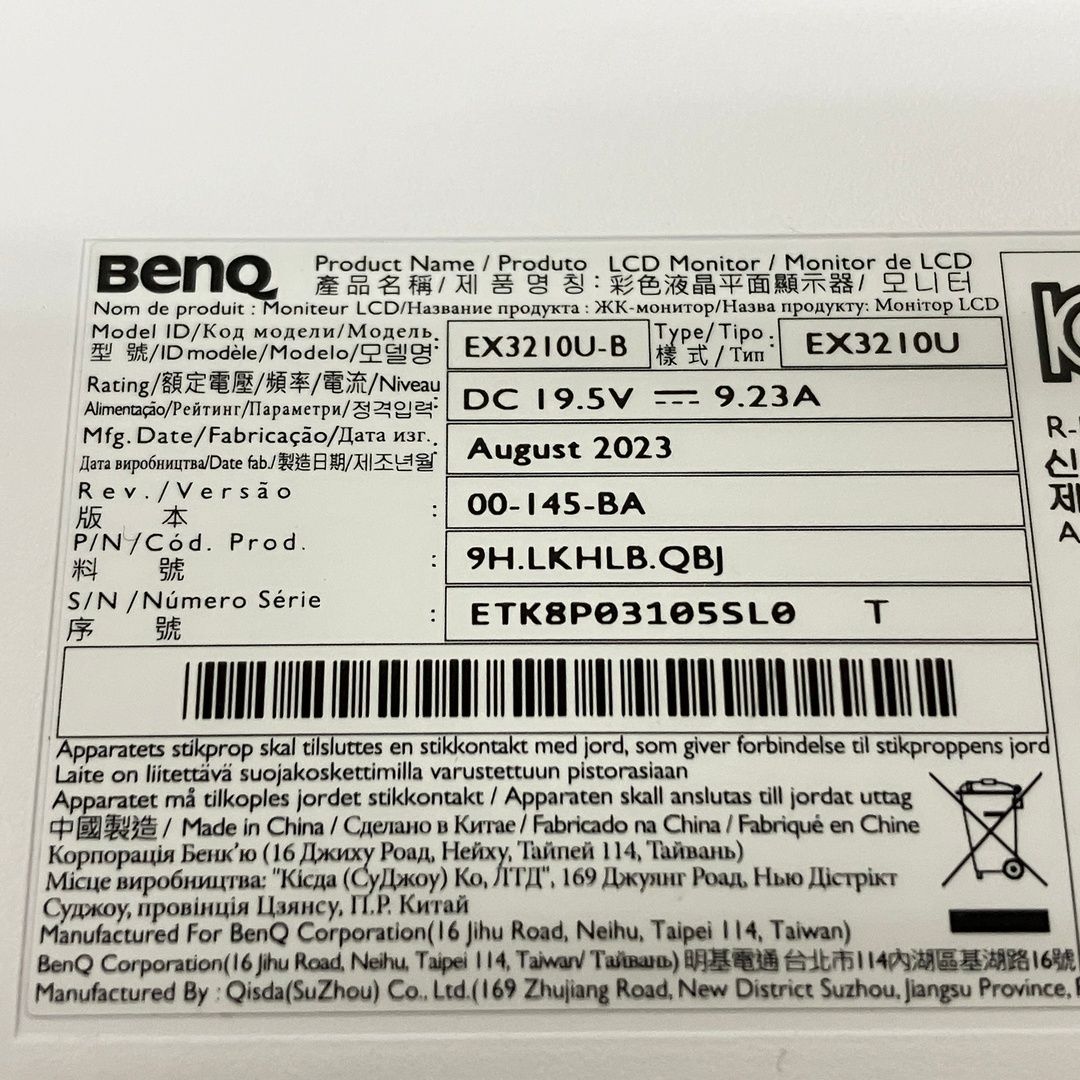 BenQ
Product Name / Produto LCD Monitor / Monitor de LCD
產品名稱/ 제 품 명 칭 : 彩色液晶平面顯示器/ 모니터
Nom de produit : Moniteur LCD/Название продукта : ЖК-монитор/Назва продукту: Монітор LCD
Model ID/Код модели/Модель
型 號/ID modèle/Modelo/모델명 : EX3210U-B Type/ Tipo
樣 式 / Тип : EX3210U
Rating/額定電壓/頻率/電流/Niveau
Alimentação/Рейтинг/Параметри/정격입력 : DC 19.5V ⎓ 9.23A
Mfg. Date/Fabricação/Дата изг.
Дата виробництва/Date fab./製造日期/제조년월 : August 2023
Rev./Versão
版 本 : 00-145-BA
P/N/Cód. Prod.
料 號 : 9H.LKHLB.QBJ
S/N /Número Série
序 號 : ETK8P03105SL0 T
Apparatets stikprop skal tilsluttes en stikkontakt med jord, som giver forbindelse til stikproppens jord
Laite on liitettävä suojakoskettimilla varustettuun pistorasiaan
Apparatet må tilkoples jordet stikkontakt / Apparaten skall anslutas till jordat uttag
中國製造 / Made in China / Сделано в Китае / Fabricado na China / Fabriqué en Chine
Корпорація Бенк'ю (16 Джиху Роад, Нейху, Тайпей 114, Тайвань)
Місце виробництва: "Кісда (СуДжоу) Ко, ЛТД", 169 Джуянг Роад, Нью Дістрікт
Суджоу, провінція Цзянсу, П.Р. Китай
Manufactured For BenQ Corporation(16 Jihu Road, Neihu, Taipei 114, Taiwan)
BenQ Corporation(16 Jihu Road, Neihu, Taipei 114, Taiwan/ Тайвань) 明基電通 台北市114內湖區基湖路16號
Manufactured By : Qisda(SuZhou) Co., Ltd.(169 Zhujiang Road, New District Suzhou, Jiangsu Province,
R-
신
제
A